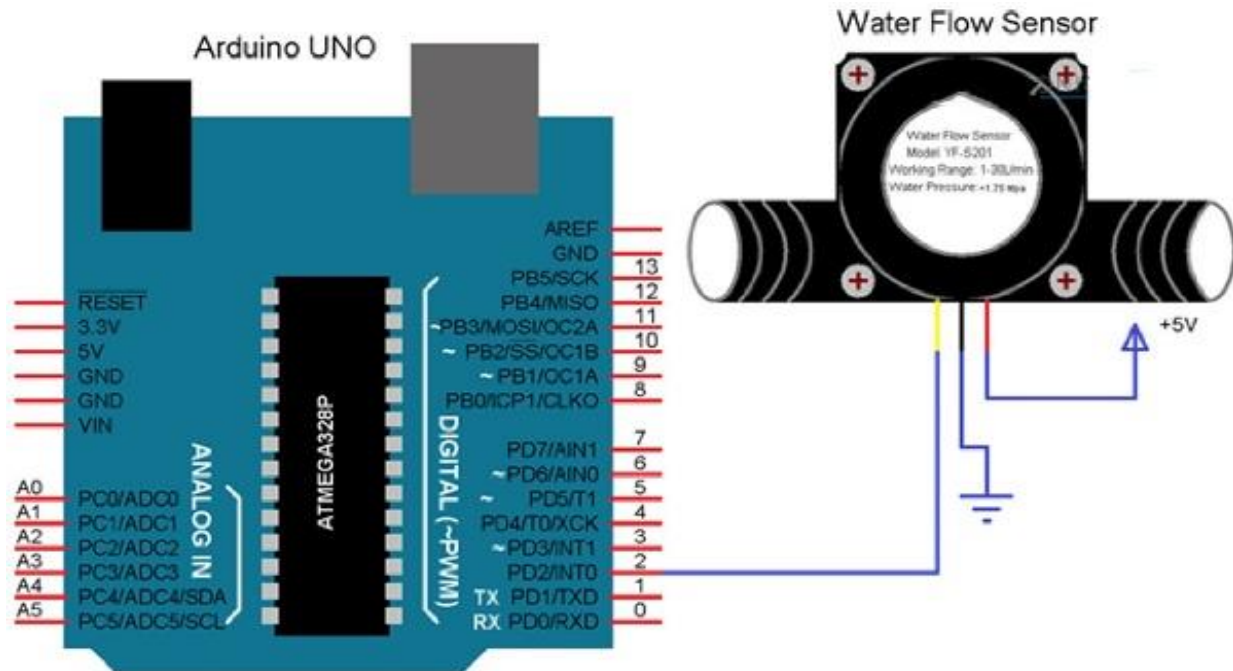 Water Flow Sensor
Arduino UNO
Water Flow Sensor
Model: YF-S201
Working Range: 1-30L/min
Water Pressure:
AREF
GND
PB5/SCK 13
PB4/MISO 12
~PB3/MOSI/OC2A 11
~ PB2/SS/OC1B 10
~PB1/OC1A 9
PB0/ICP1/CLKO 8
PD7/AIN1 7
~PD6/AIN0 6
~ PD5/T1 5
PD4/T0/XCK 4
~PD3/INT1 3
PD2/INT0 2
TX PD1/TXD 1
RX PD0/RXD 0
RESET
3.3V
5V
GND
GND
VIN
A0 PC0/ADC0
A1 PC1/ADC1
A2 PC2/ADC2
A3 PC3/ADC3
A4 PC4/ADC4/SDA
A5 PC5/ADC5/SCL
ANALOG IN
ATMEGA328P
DIGITAL (~PWM)
+5V